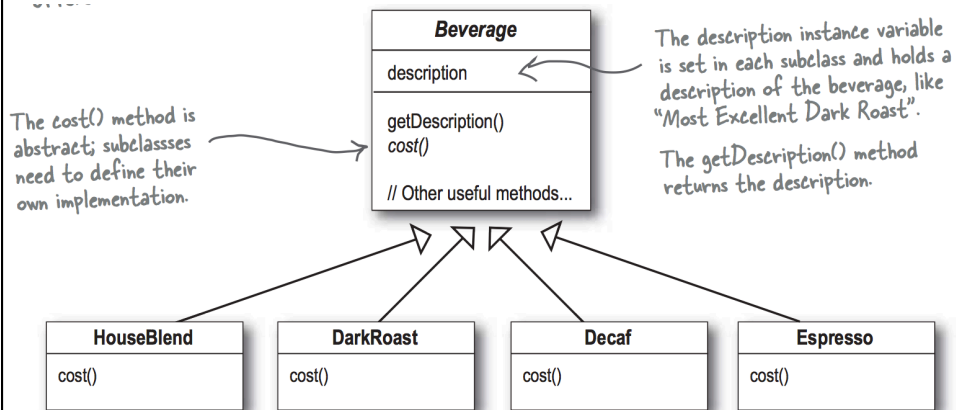 Beverage
description
getDescription()
cost()
// Other useful methods...
The cost() method is
abstract; subclassses
need to define their
own implementation.
The description instance variable
is set in each subclass and holds a
description of the beverage, like
“Most Excellent Dark Roast”.
The getDescription() method
returns the description.
HouseBlend
cost()
DarkRoast
cost()
Decaf
cost()
Espresso
cost()